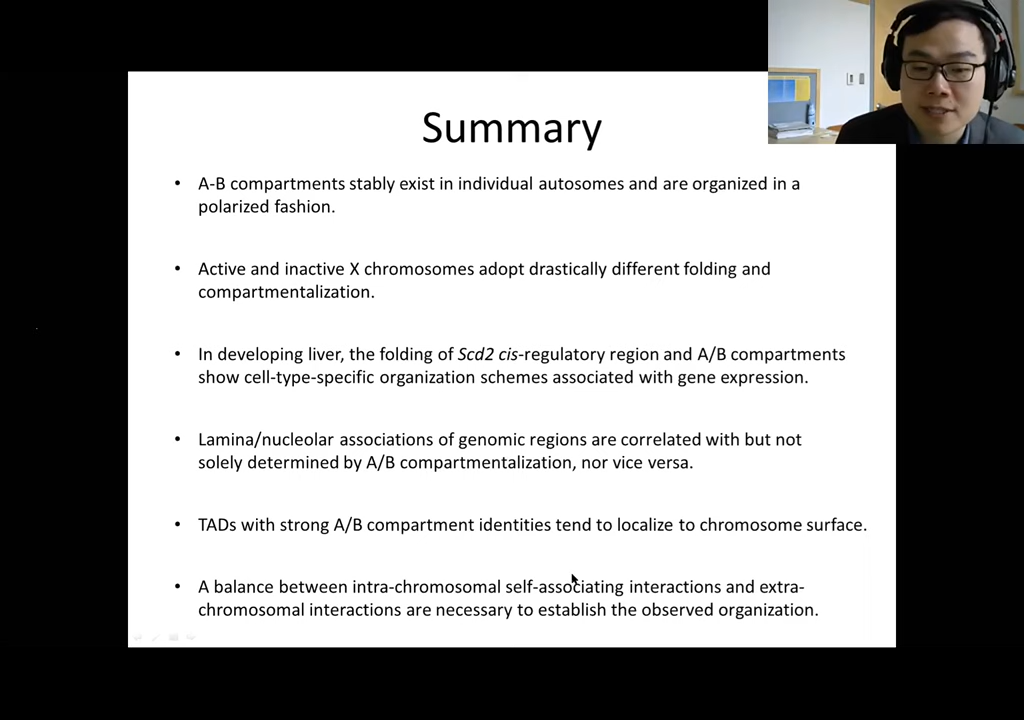 Summary
• A-B compartments stably exist in individual autosomes and are organized in a
polarized fashion.
• Active and inactive X chromosomes adopt drastically different folding and
compartmentalization.
• In developing liver, the folding of Scd2 cis-regulatory region and A/B compartments
show cell-type-specific organization schemes associated with gene expression.
• Lamina/nucleolar associations of genomic regions are correlated with but not
solely determined by A/B compartmentalization, nor vice versa.
• TADs with strong A/B compartment identities tend to localize to chromosome surface.
• A balance between intra-chromosomal self-associating interactions and extra-
chromosomal interactions are necessary to establish the observed organization.